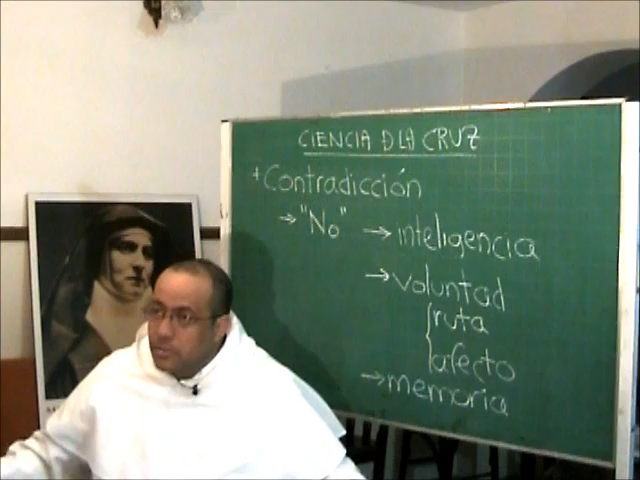 CIENCIA D LA CRUZ
+ Contradicción
→ "No" → inteligencia
→ voluntad
ruta
afecto
→ memoria